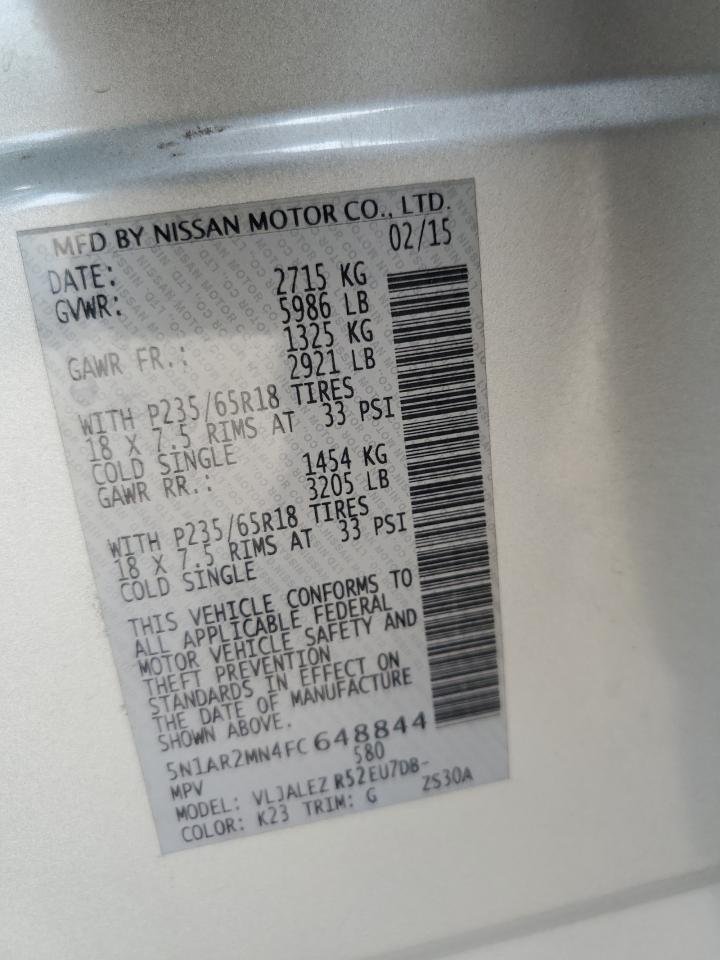 MFD BY NISSAN MOTOR CO., LTD.
DATE: 02/15
GVWR: 2715 KG
5986 LB
GAWR FR.: 1325 KG
2921 LB
WITH P235/65R18 TIRES
18 X 7.5 RIMS AT 33 PSI
COLD SINGLE
GAWR RR.: 1454 KG
3205 LB
WITH P235/65R18 TIRES
18 X 7.5 RIMS AT 33 PSI
COLD SINGLE
THIS VEHICLE CONFORMS TO
ALL APPLICABLE FEDERAL
MOTOR VEHICLE SAFETY AND
THEFT PREVENTION
STANDARDS IN EFFECT ON
THE DATE OF MANUFACTURE
SHOWN ABOVE.
5N1AR2MN4FC648844
MPV 580
MODEL: VLJALEZ R52EU7DB-
COLOR: K23 TRIM: G ZS30A